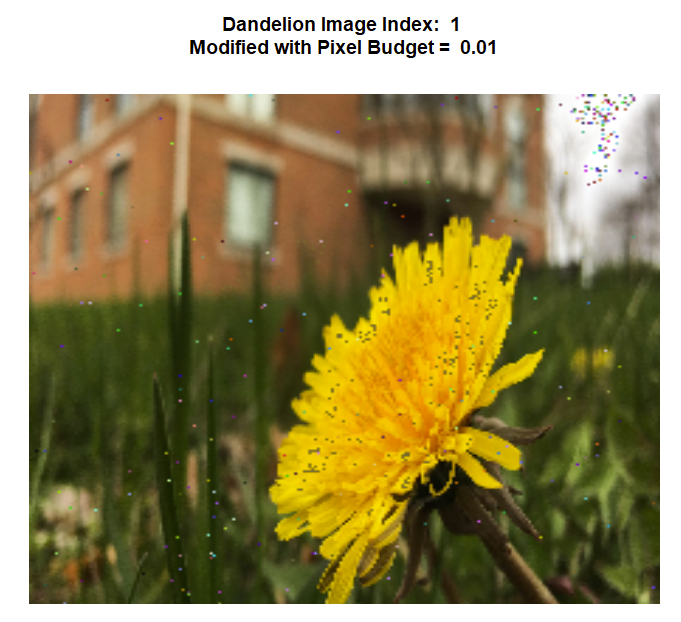 Dandelion Image Index: 1
Modified with Pixel Budget = 0.01